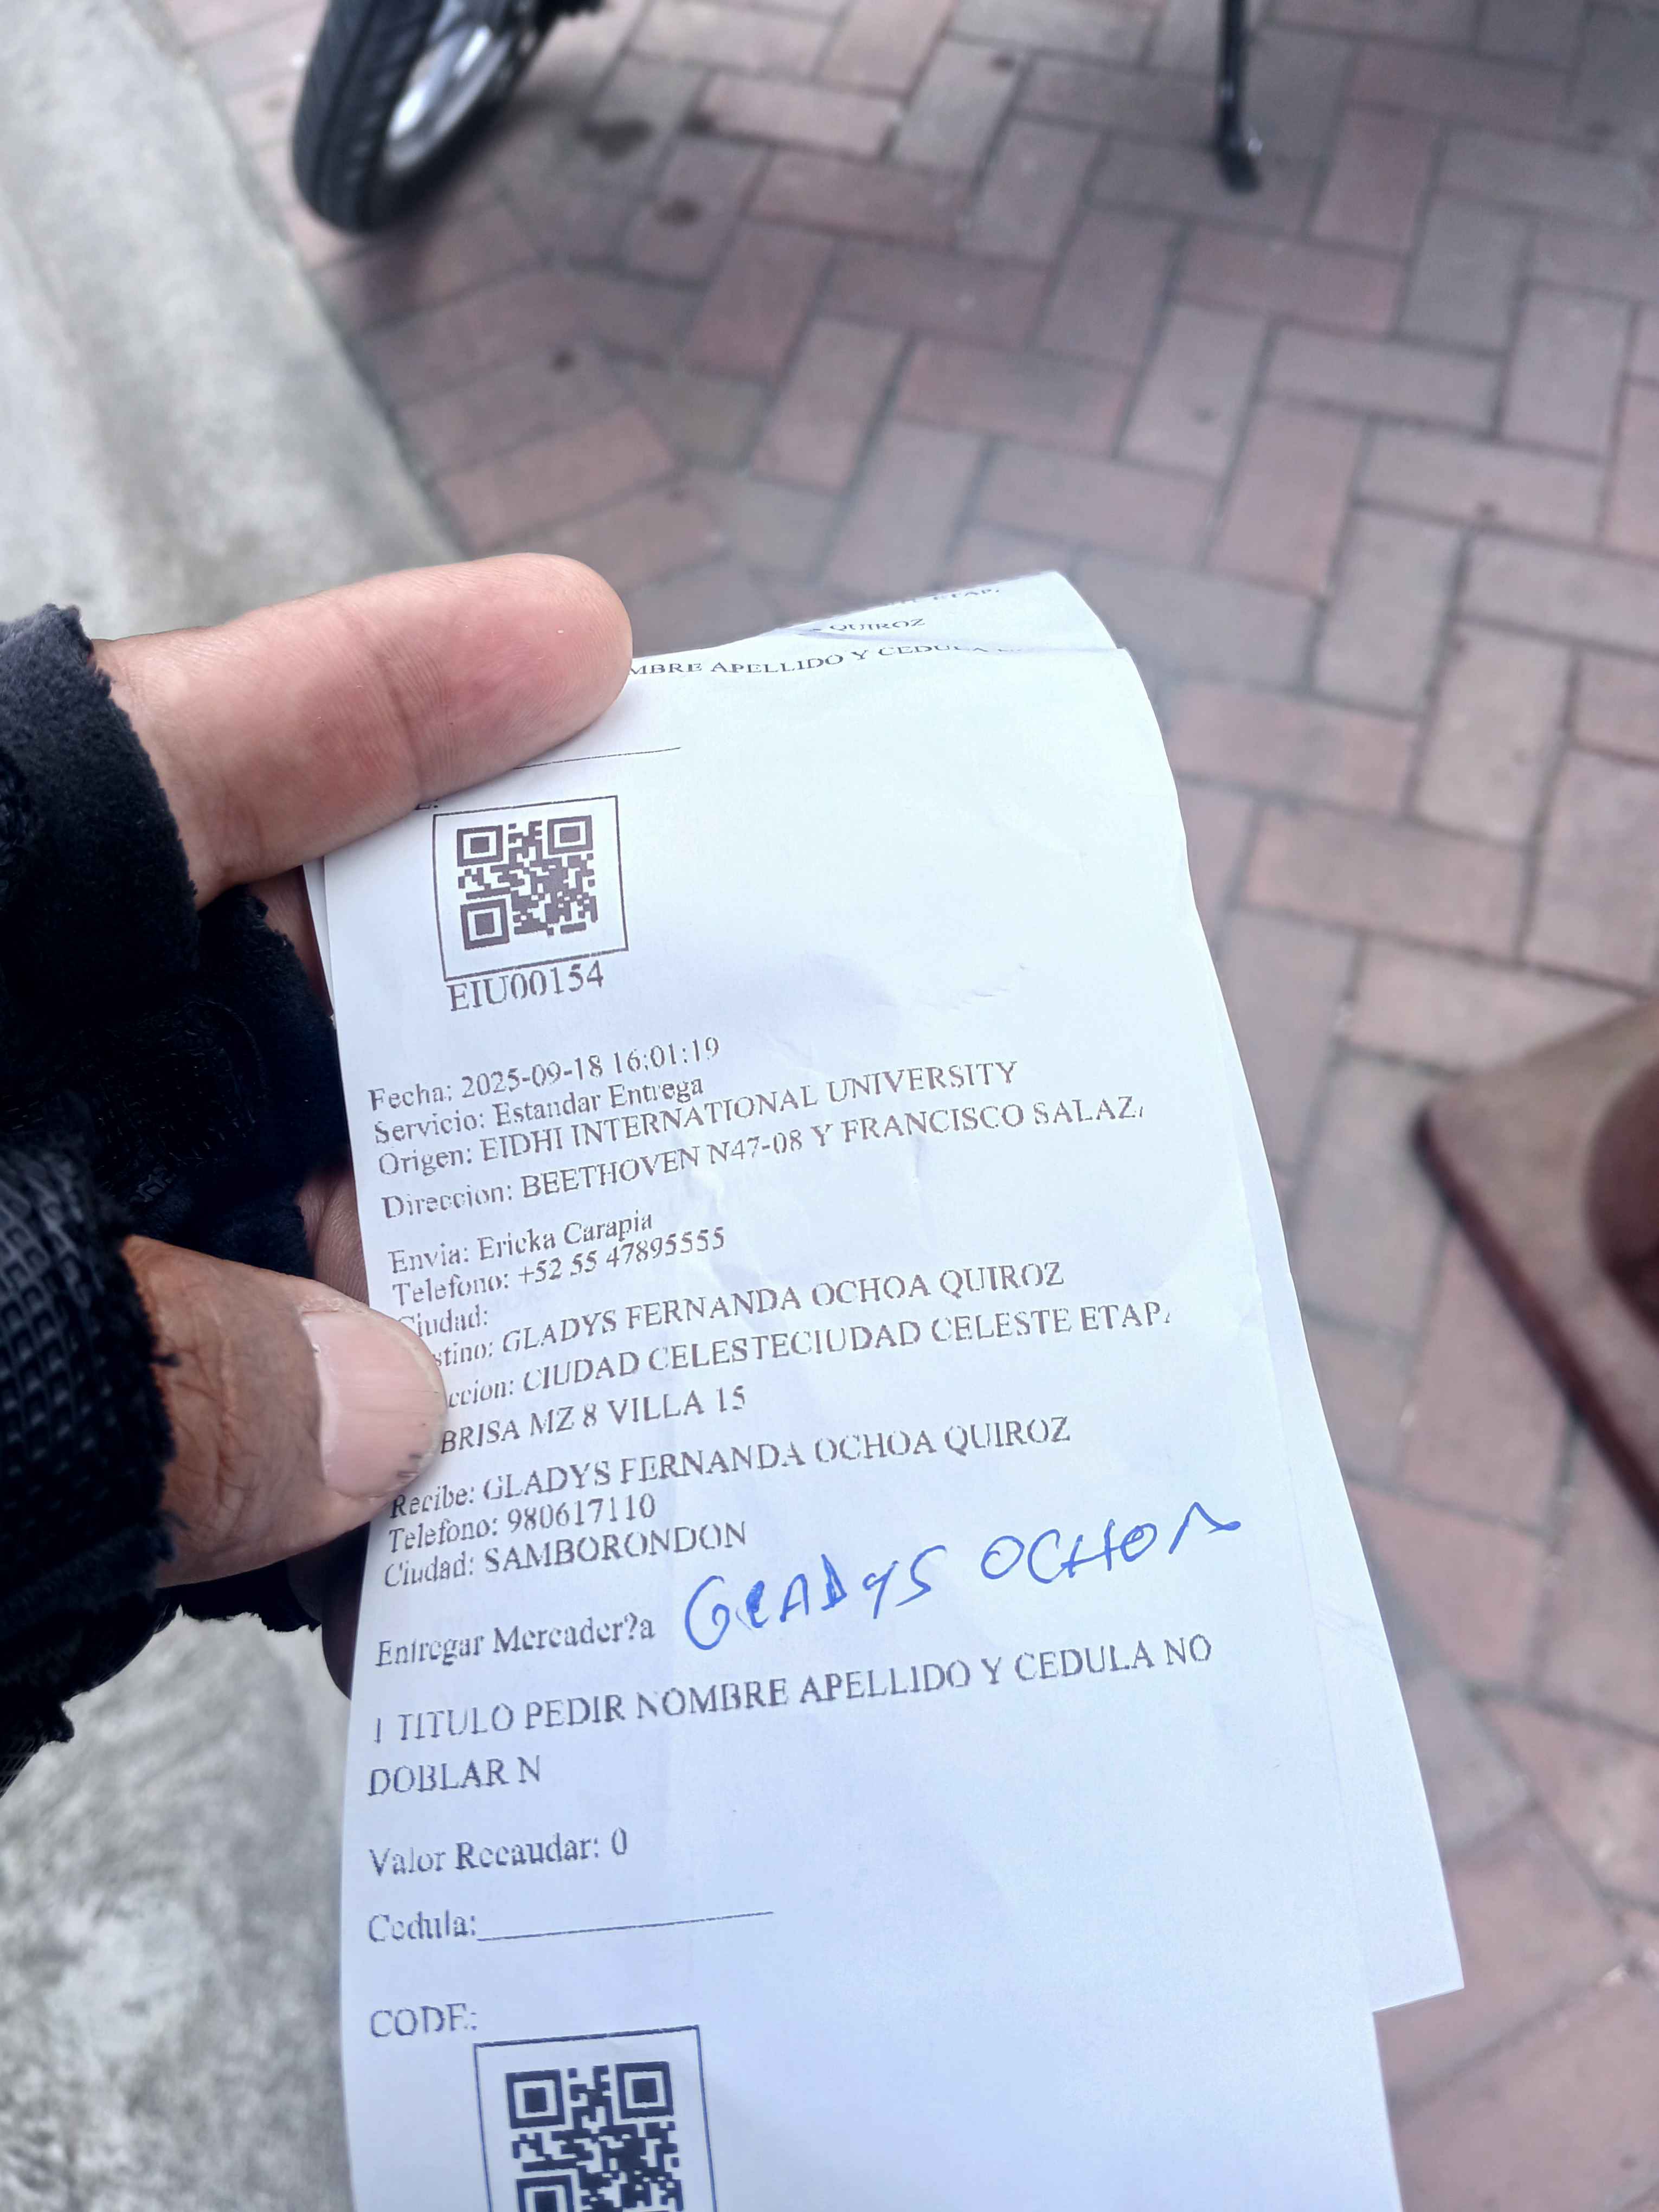 QUIROZ
MBRE APELLIDO Y CEDULA
EIU00154
Fecha: 2025-09-18 16:01:19
Servicio: Estandar Entrega
Origen: EIDHI INTERNATIONAL UNIVERSITY
Direccion: BEETHOVEN N47-08 Y FRANCISCO SALAZ
Envia: Ericka Carapia
Telefono: +52 55 47895555
Ciudad:
stino: GLADYS FERNANDA OCHOA QUIROZ
ccion: CIUDAD CELESTECIUDAD CELESTE ETAP
BRISA MZ 8 VILLA 15
Recibe: GLADYS FERNANDA OCHOA QUIROZ
Telefono: 980617110
Ciudad: SAMBORONDON
Entregar Mercader?a GLADYS OCHOA
1 TITULO PEDIR NOMBRE APELLIDO Y CEDULA NO
DOBLAR N
Valor Recaudar: 0
Cedula:
CODE: